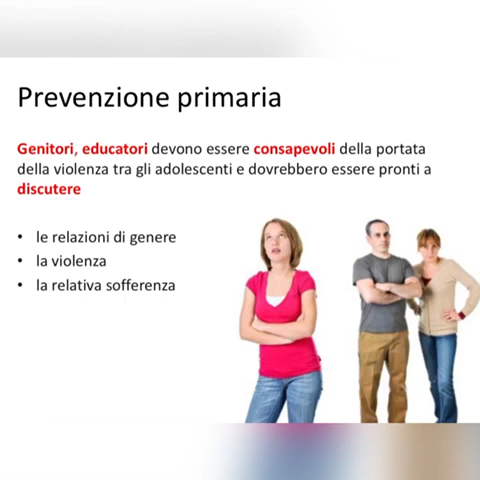 Prevenzione primaria
Genitori, educatori devono essere consapevoli della portata
della violenza tra gli adolescenti e dovrebbero essere pronti a
discutere
• le relazioni di genere
• la violenza
• la relativa sofferenza